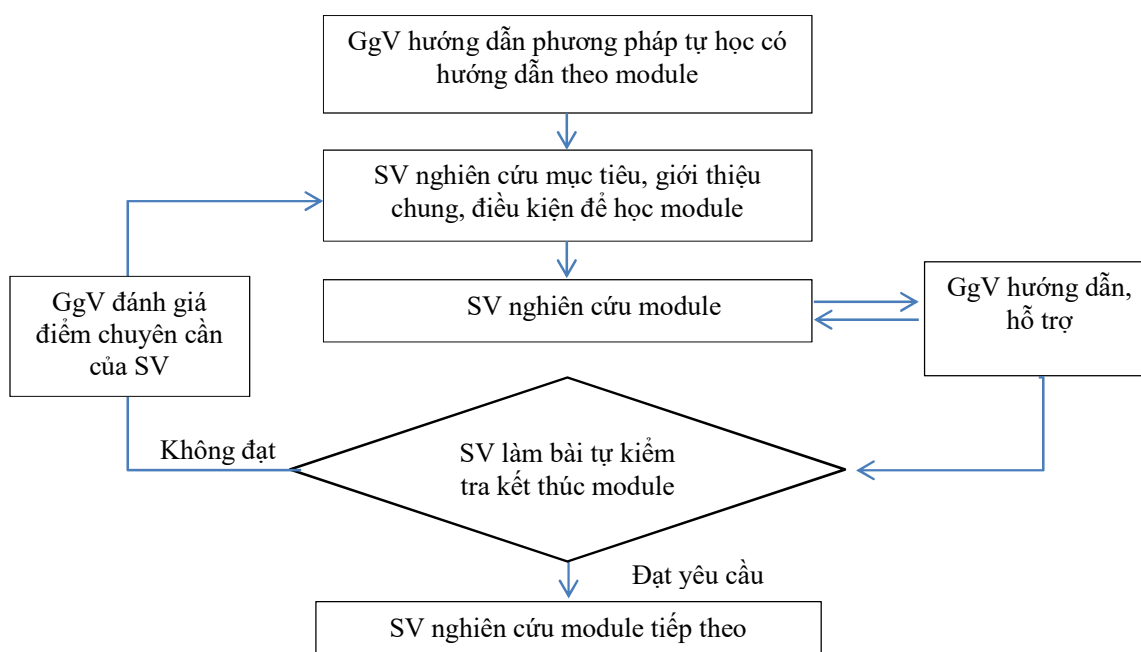 GgV hướng dẫn phương pháp tự học có
hướng dẫn theo module
SV nghiên cứu mục tiêu, giới thiệu
chung, điều kiện để học module
GgV đánh giá
điểm chuyên cần
của SV
SV nghiên cứu module
GgV hướng dẫn,
hỗ trợ
Không đạt
SV làm bài tự kiểm
tra kết thúc module
Đạt yêu cầu
SV nghiên cứu module tiếp theo